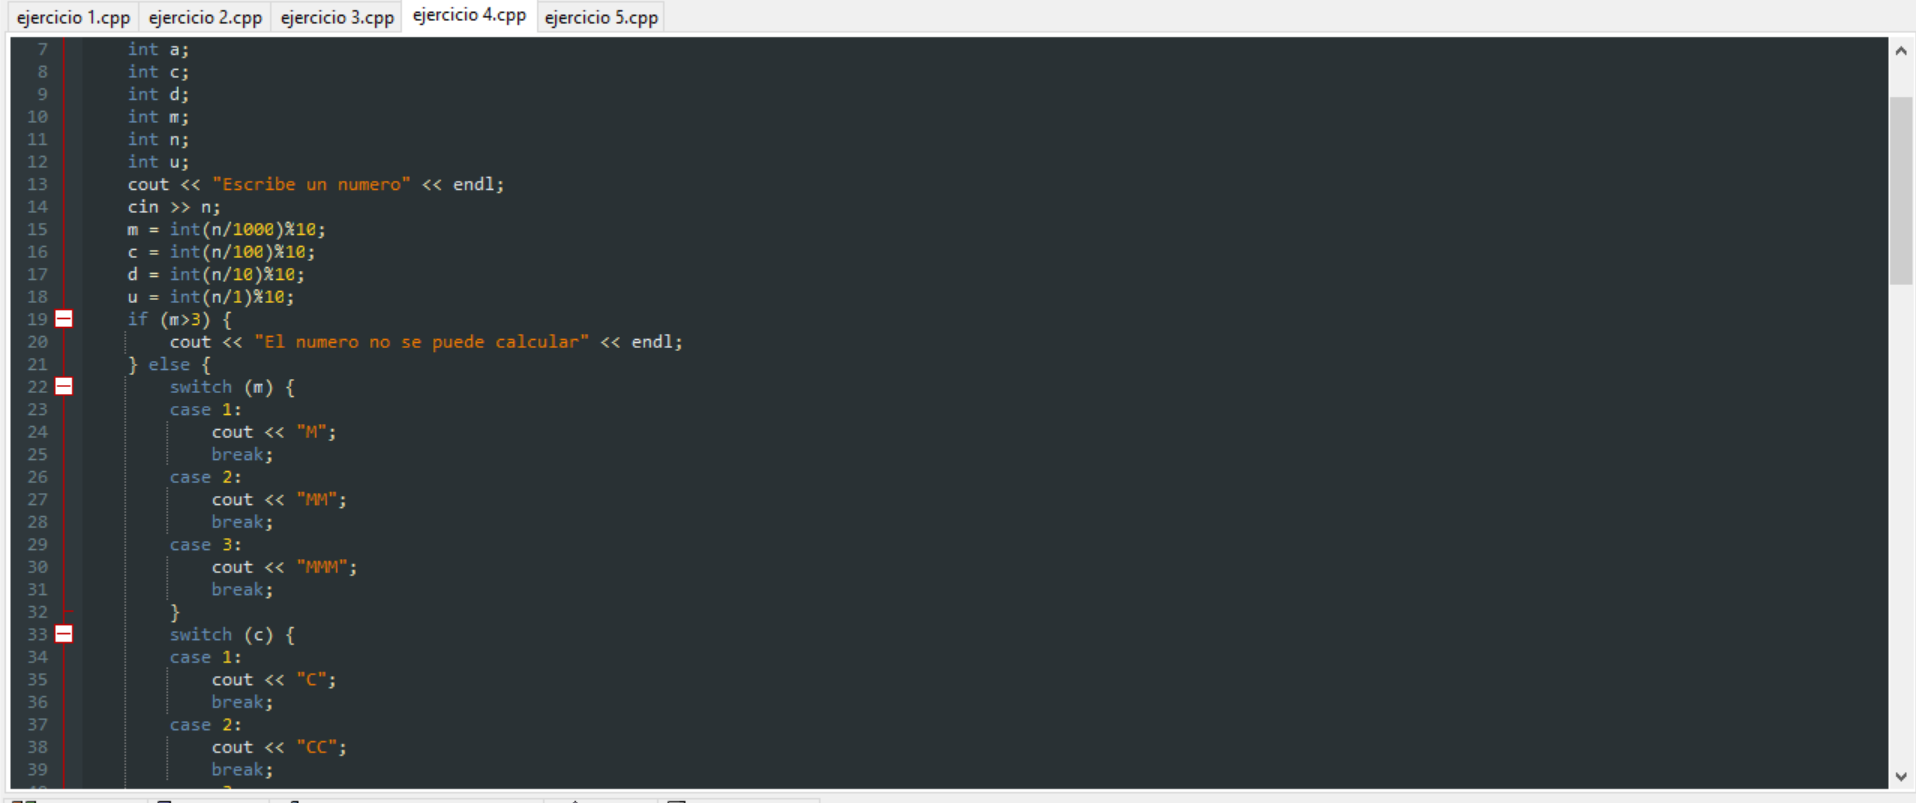 ejercicio 1.cpp ejercicio 2.cpp ejercicio 3.cpp ejercicio 4.cpp ejercicio 5.cpp
7 int a;
8 int c;
9 int d;
10 int m;
11 int n;
12 int u;
13 cout << "Escribe un numero" << endl;
14 cin >> n;
15 m = int(n/1000)%10;
16 c = int(n/100)%10;
17 d = int(n/10)%10;
18 u = int(n/1)%10;
19 if (m>3) {
20 cout << "El numero no se puede calcular" << endl;
21 } else {
22 switch (m) {
23 case 1:
24 cout << "M";
25 break;
26 case 2:
27 cout << "MM";
28 break;
29 case 3:
30 cout << "MMM";
31 break;
32 }
33 switch (c) {
34 case 1:
35 cout << "C";
36 break;
37 case 2:
38 cout << "CC";
39 break;